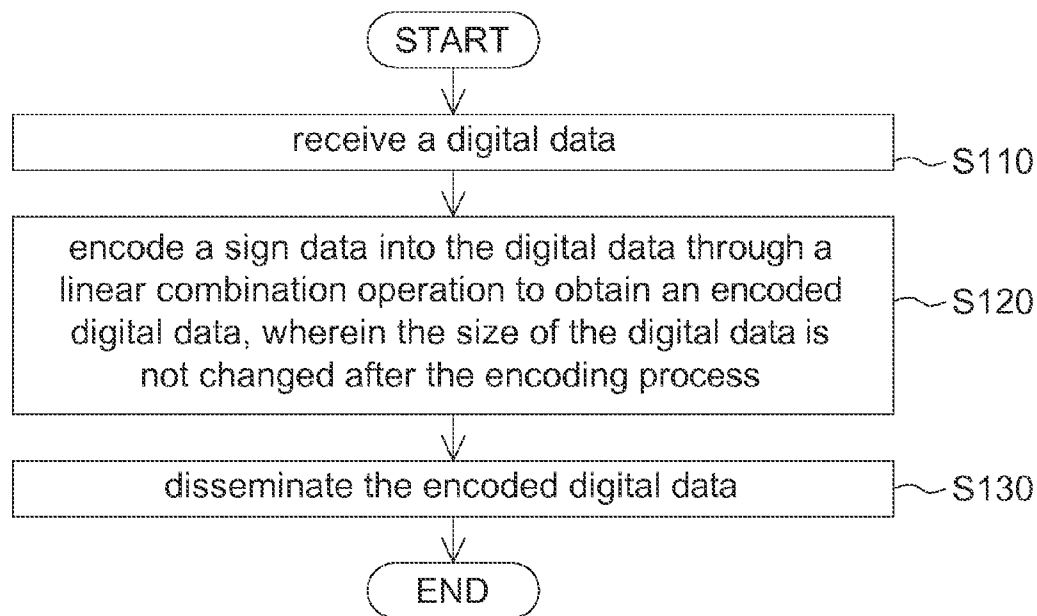 START
receive a digital data
S110
encode a sign data into the digital data through a
linear combination operation to obtain an encoded
digital data, wherein the size of the digital data is
not changed after the encoding process
S120
disseminate the encoded digital data
S130
END